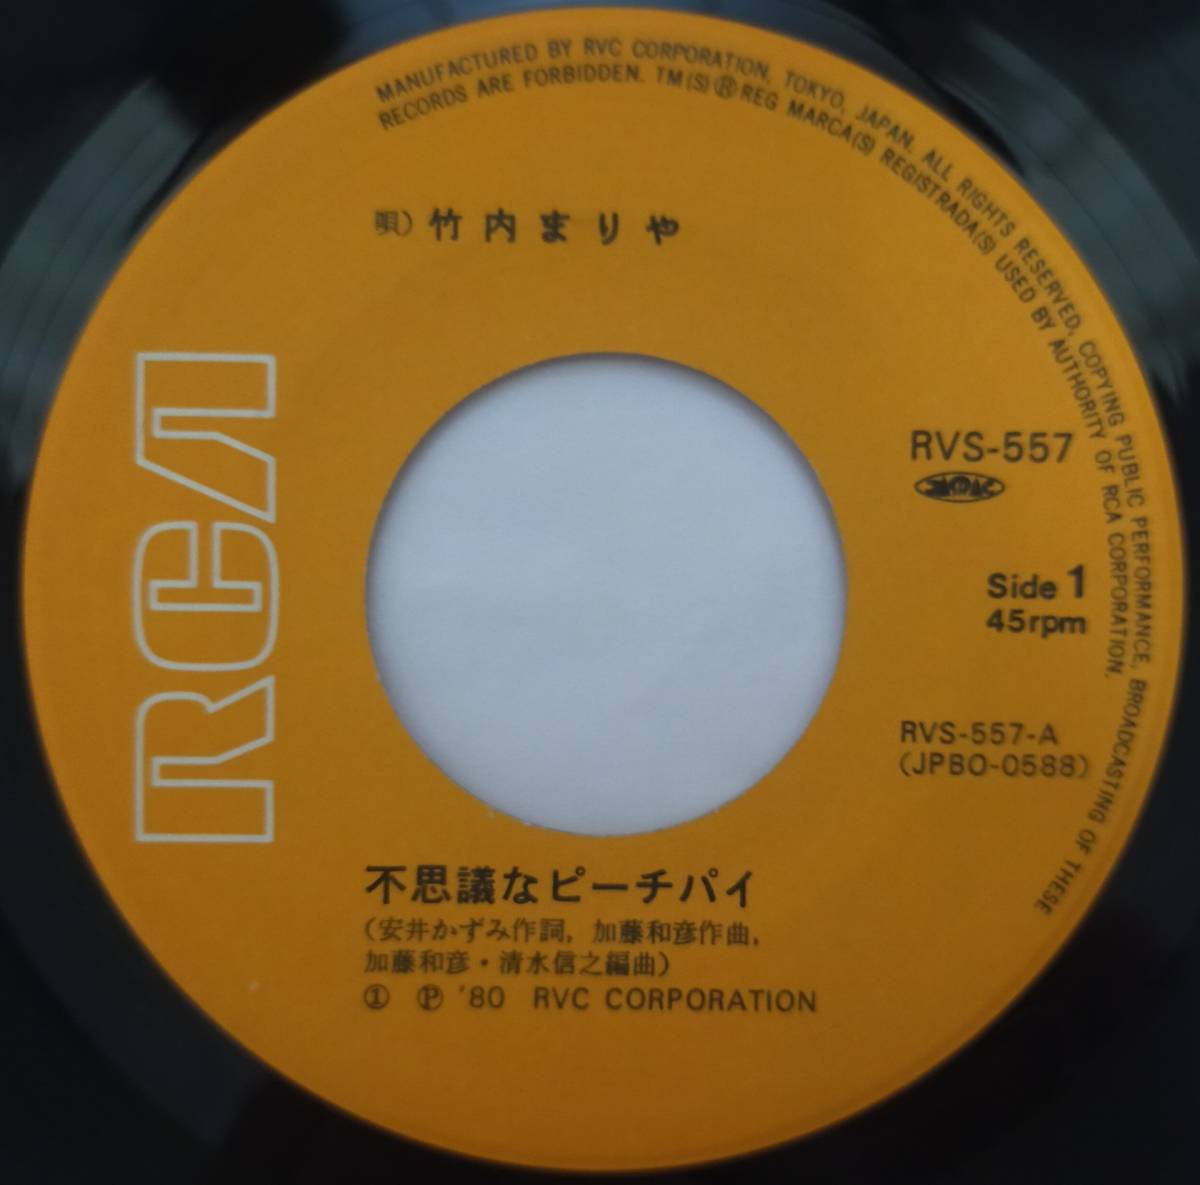 MANUFACTURED BY RVC CORPORATION, TOKYO, JAPAN. ALL RIGHTS RESERVED, COPYING PUBLIC PERFORMANCE, BROADCASTING OF THESE
RECORDS ARE FORBIDDEN. TM(S)®REG MARCA(S) REGISTRADA(S) USED BY AUTHORITY OF RCA CORPORATION.
唄) 竹内まりや
RCA
RVS-557
Side 1
45rpm
RVS-557-A
(JPBO-0588)
不思議なピーチパイ
(安井かずみ作詞, 加藤和彦作曲,
加藤和彦・清水信之編曲)
① Ⓟ '80 RVC CORPORATION